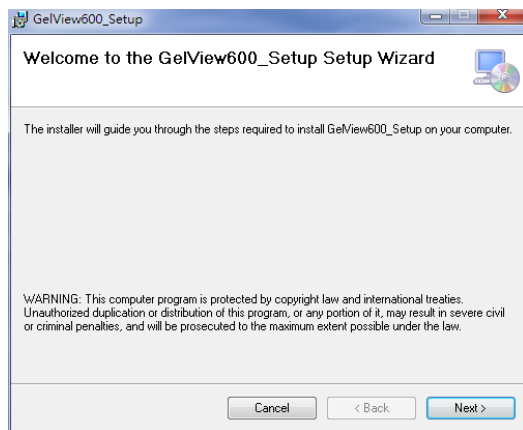 GelView600_Setup
Welcome to the GelView600_Setup Setup Wizard
The installer will guide you through the steps required to install GelView600_Setup on your computer.
WARNING: This computer program is protected by copyright law and international treaties.
Unauthorized duplication or distribution of this program, or any portion of it, may result in severe civil
or criminal penalties, and will be prosecuted to the maximum extent possible under the law.
Cancel
< Back
Next >